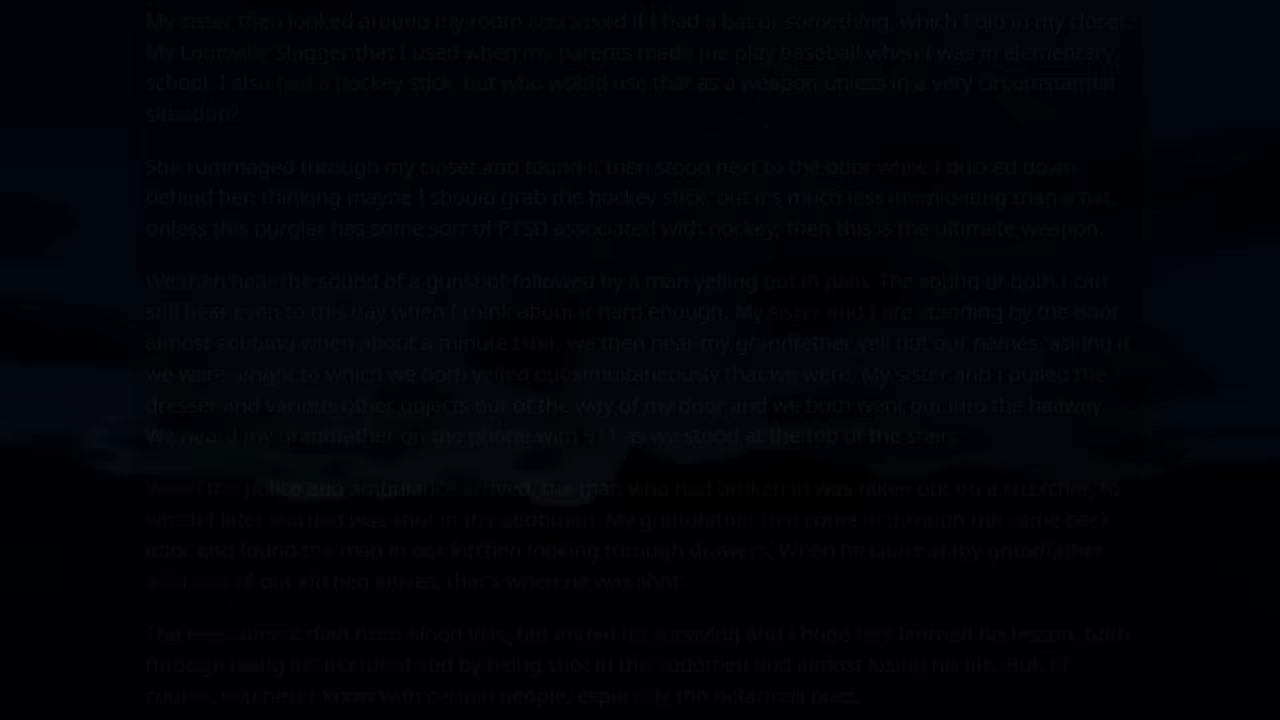 My sister then looked around my room and asked if I had a bat or something, which I did in my closet.
My Louisville Slugger that I used when my parents made me play baseball when I was in elementary
school. I also had a hockey stick, but who would use that as a weapon unless in a very circumstantial
situation?
She rummaged through my closet and found it then stood next to the door while I ducked down
behind her, thinking maybe I should grab the hockey stick, but it's much less intimidating than a bat,
unless this burglar has some sort of PTSD associated with hockey, then this is the ultimate weapon.
We then hear the sound of a gunshot followed by a man yelling out in pain. The sound of both I can
still hear even to this day when I think about it hard enough. My sister and I are standing by the door
almost sobbing when about a minute later, we then hear my grandfather yell out our names, asking if
we were alright to which we both yelled out simultaneously that we were. My sister and I pulled the
dresser and various other objects out of the way of my door and we both went out into the hallway.
We heard my grandfather on the phone with 911 as we stood at the top of the stairs.
When the police and ambulance arrived, the man who had broken in was rolled out on a stretcher,
which I later learned was shot in the abdomen. My grandfather had come in through the same back
door and found the man in our kitchen looking through drawers. When he came at my grandfather
with one of our kitchen knives, that's when he was shot.
The man almost died from blood loss, but ended up surviving and I hope he's learned his lesson, both
through being and by being shot in the abdomen and almost losing his life. But, of
course, you never know with certain people, especially the